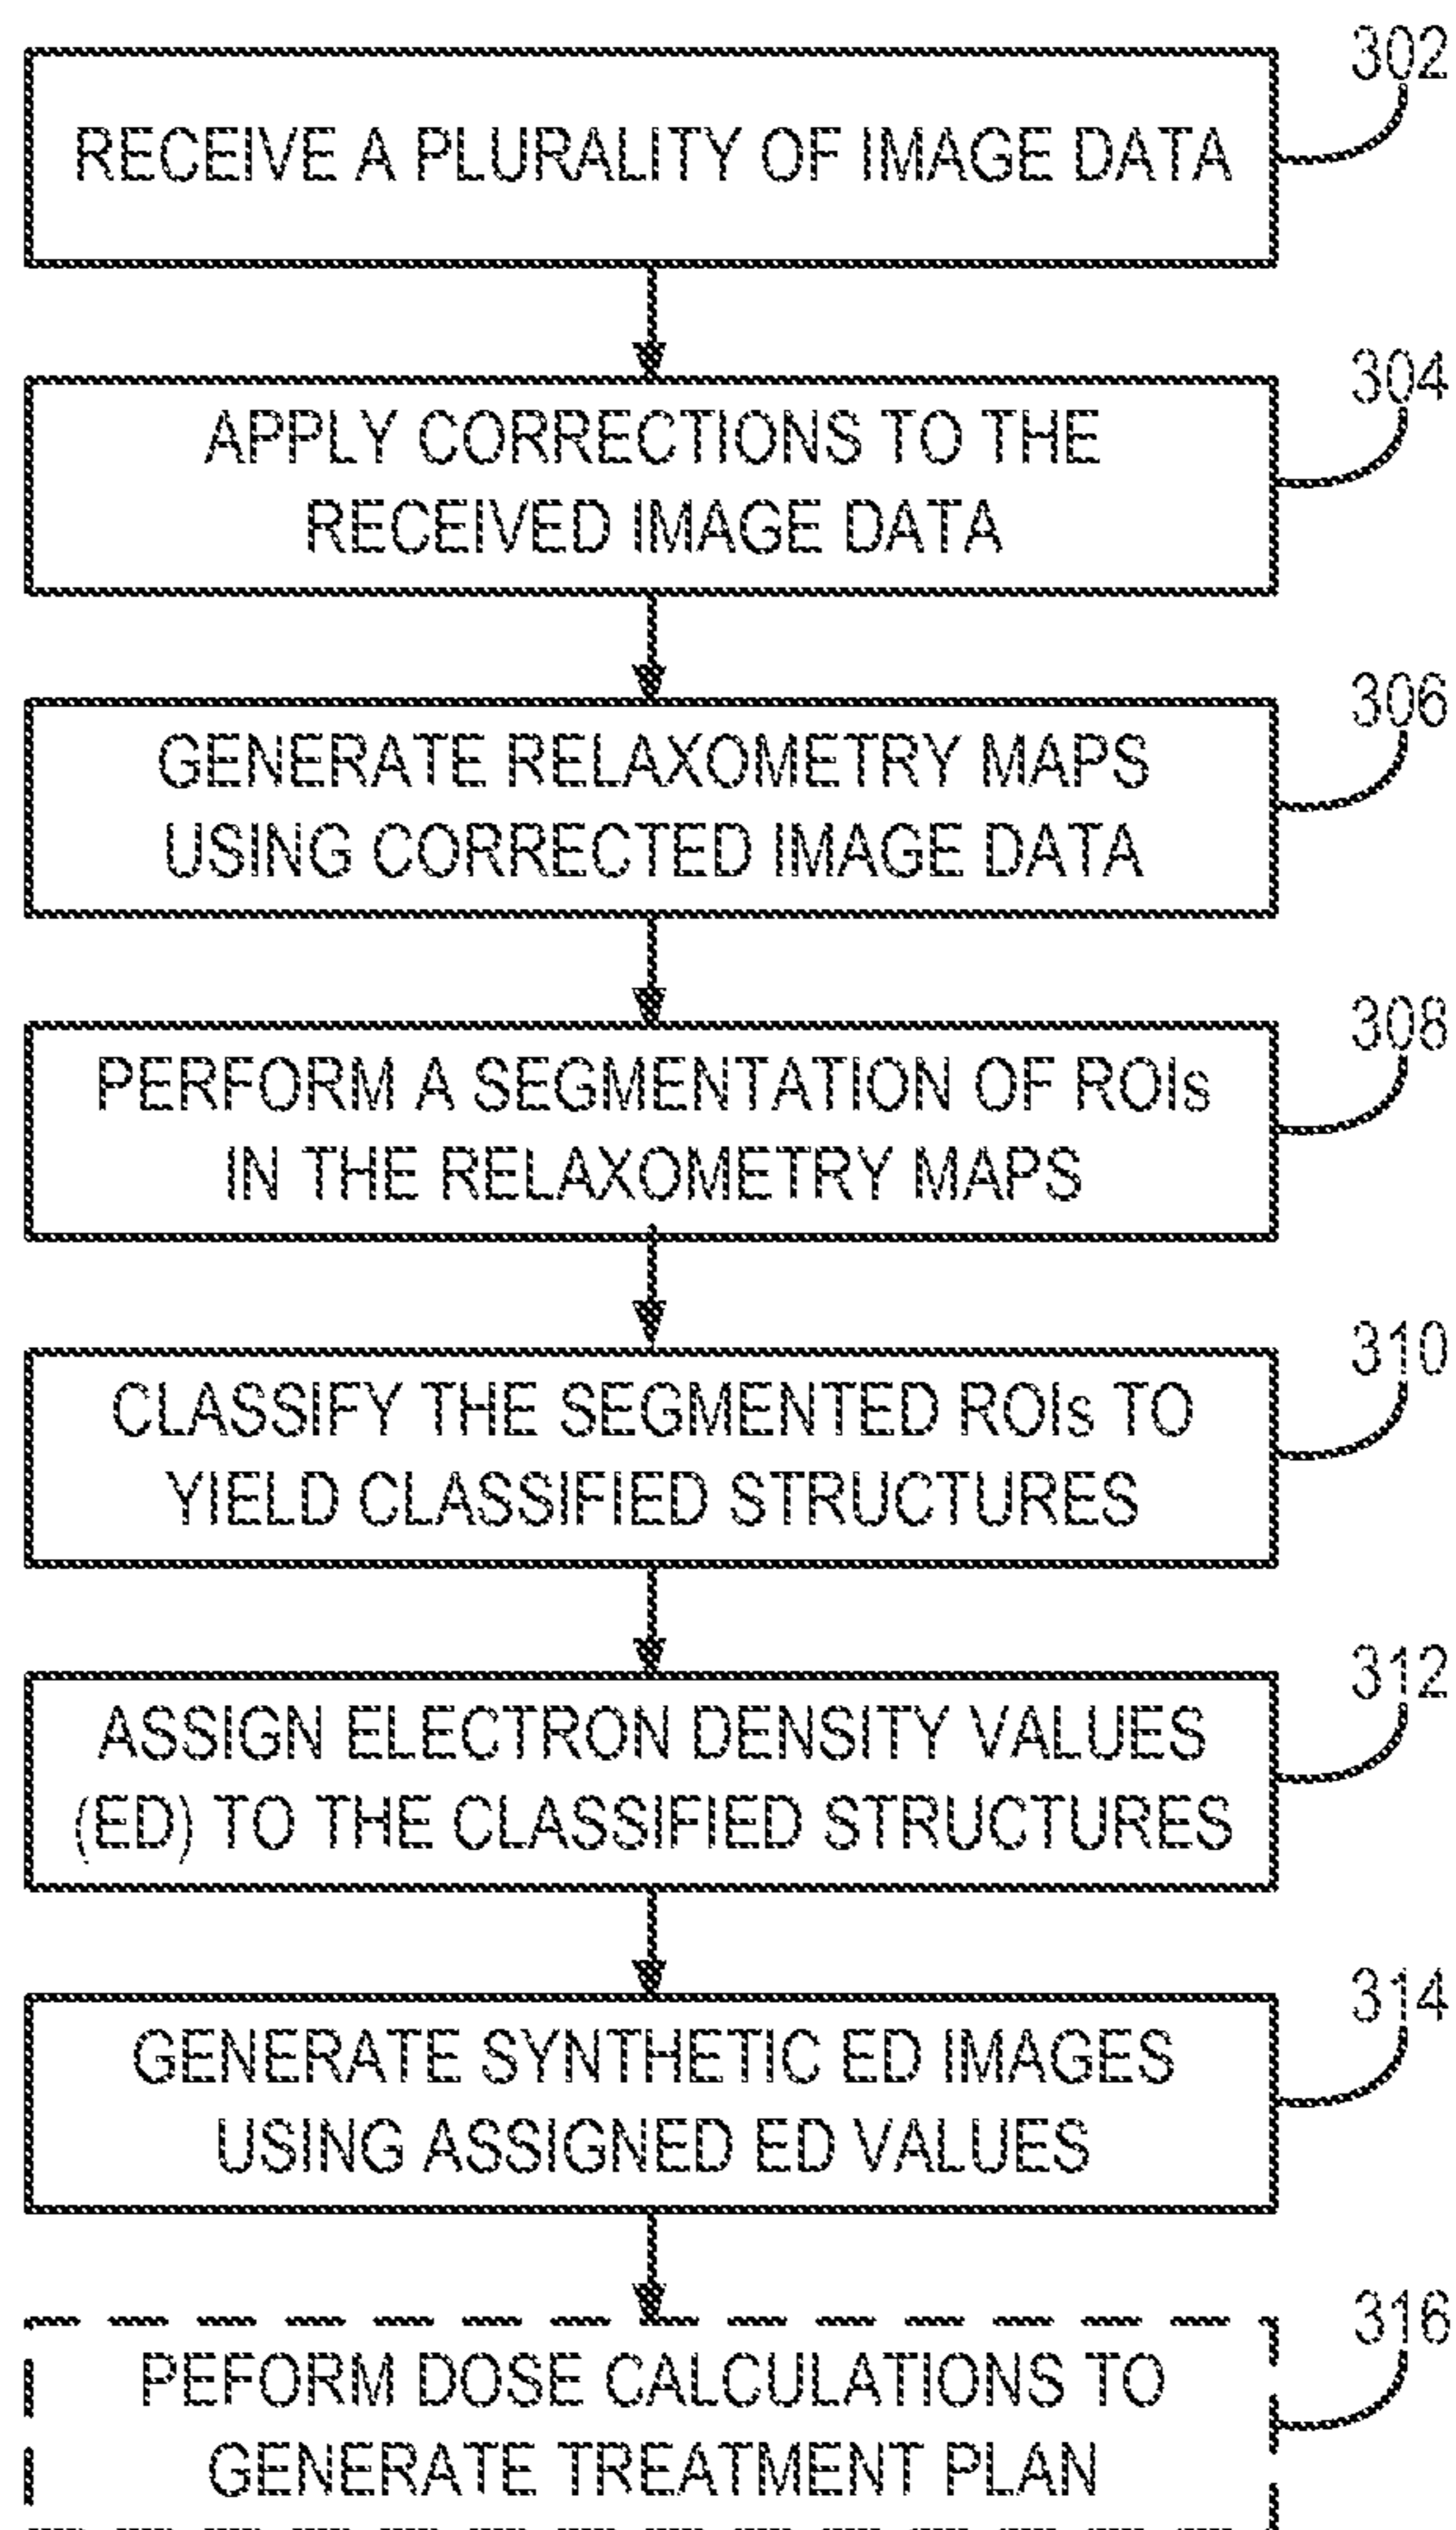 302
RECEIVE A PLURALITY OF IMAGE DATA
304
APPLY CORRECTIONS TO THE
RECEIVED IMAGE DATA
306
GENERATE RELAXOMETRY MAPS
USING CORRECTED IMAGE DATA
308
PERFORM A SEGMENTATION OF ROIs
IN THE RELAXOMETRY MAPS
310
CLASSIFY THE SEGMENTED ROIs TO
YIELD CLASSIFIED STRUCTURES
312
ASSIGN ELECTRON DENSITY VALUES
(ED) TO THE CLASSIFIED STRUCTURES
314
GENERATE SYNTHETIC ED IMAGES
USING ASSIGNED ED VALUES
316
PEFORM DOSE CALCULATIONS TO
GENERATE TREATMENT PLAN